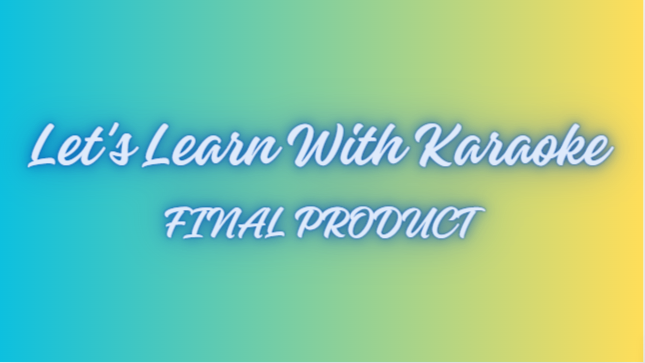 Let's Learn With Karaoke
FINAL PRODUCT